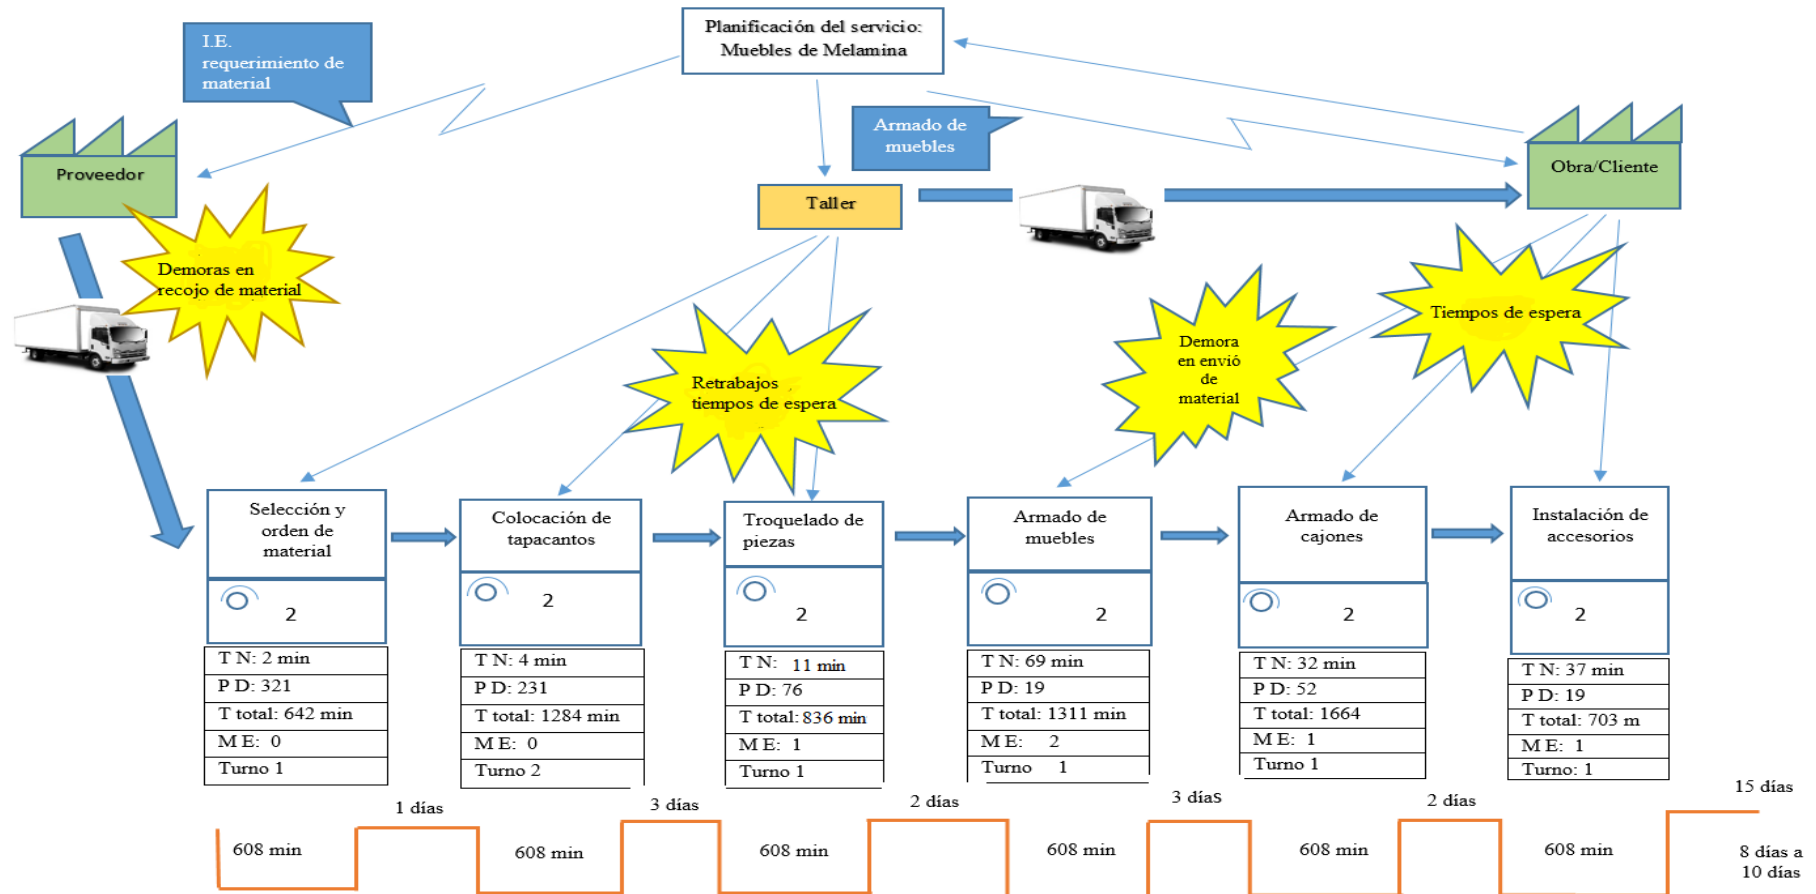 Planificación del servicio:
Muebles de Melamina
I.E.
requerimiento de
material
Armado de
muebles
Proveedor
Obra/Cliente
Taller
Demoras en
recojo de material
Retrabajos
tiempos de espera
Demora
en envió
de
material
Tiempos de espera
Selección y
orden de
material
2
T N: 2 min
P D: 321
T total: 642 min
M E: 0
Turno 1
Colocación de
tapacantos
2
T N: 4 min
P D: 231
T total: 1284 min
M E: 0
Turno 2
Troquelado de
piezas
2
T N: 11 min
P D: 76
T total: 836 min
M E: 1
Turno 1
Armado de
muebles
2
T N: 69 min
P D: 19
T total: 1311 min
M E: 2
Turno 1
Armado de
cajones
2
T N: 32 min
P D: 52
T total: 1664
M E: 1
Turno 1
Instalación de
accesorios
2
T N: 37 min
P D: 19
T total: 703 m
M E: 1
Turno: 1
1 días
3 días
2 días
3 días
2 días
15 días
608 min
608 min
608 min
608 min
608 min
608 min
8 días a
10 días